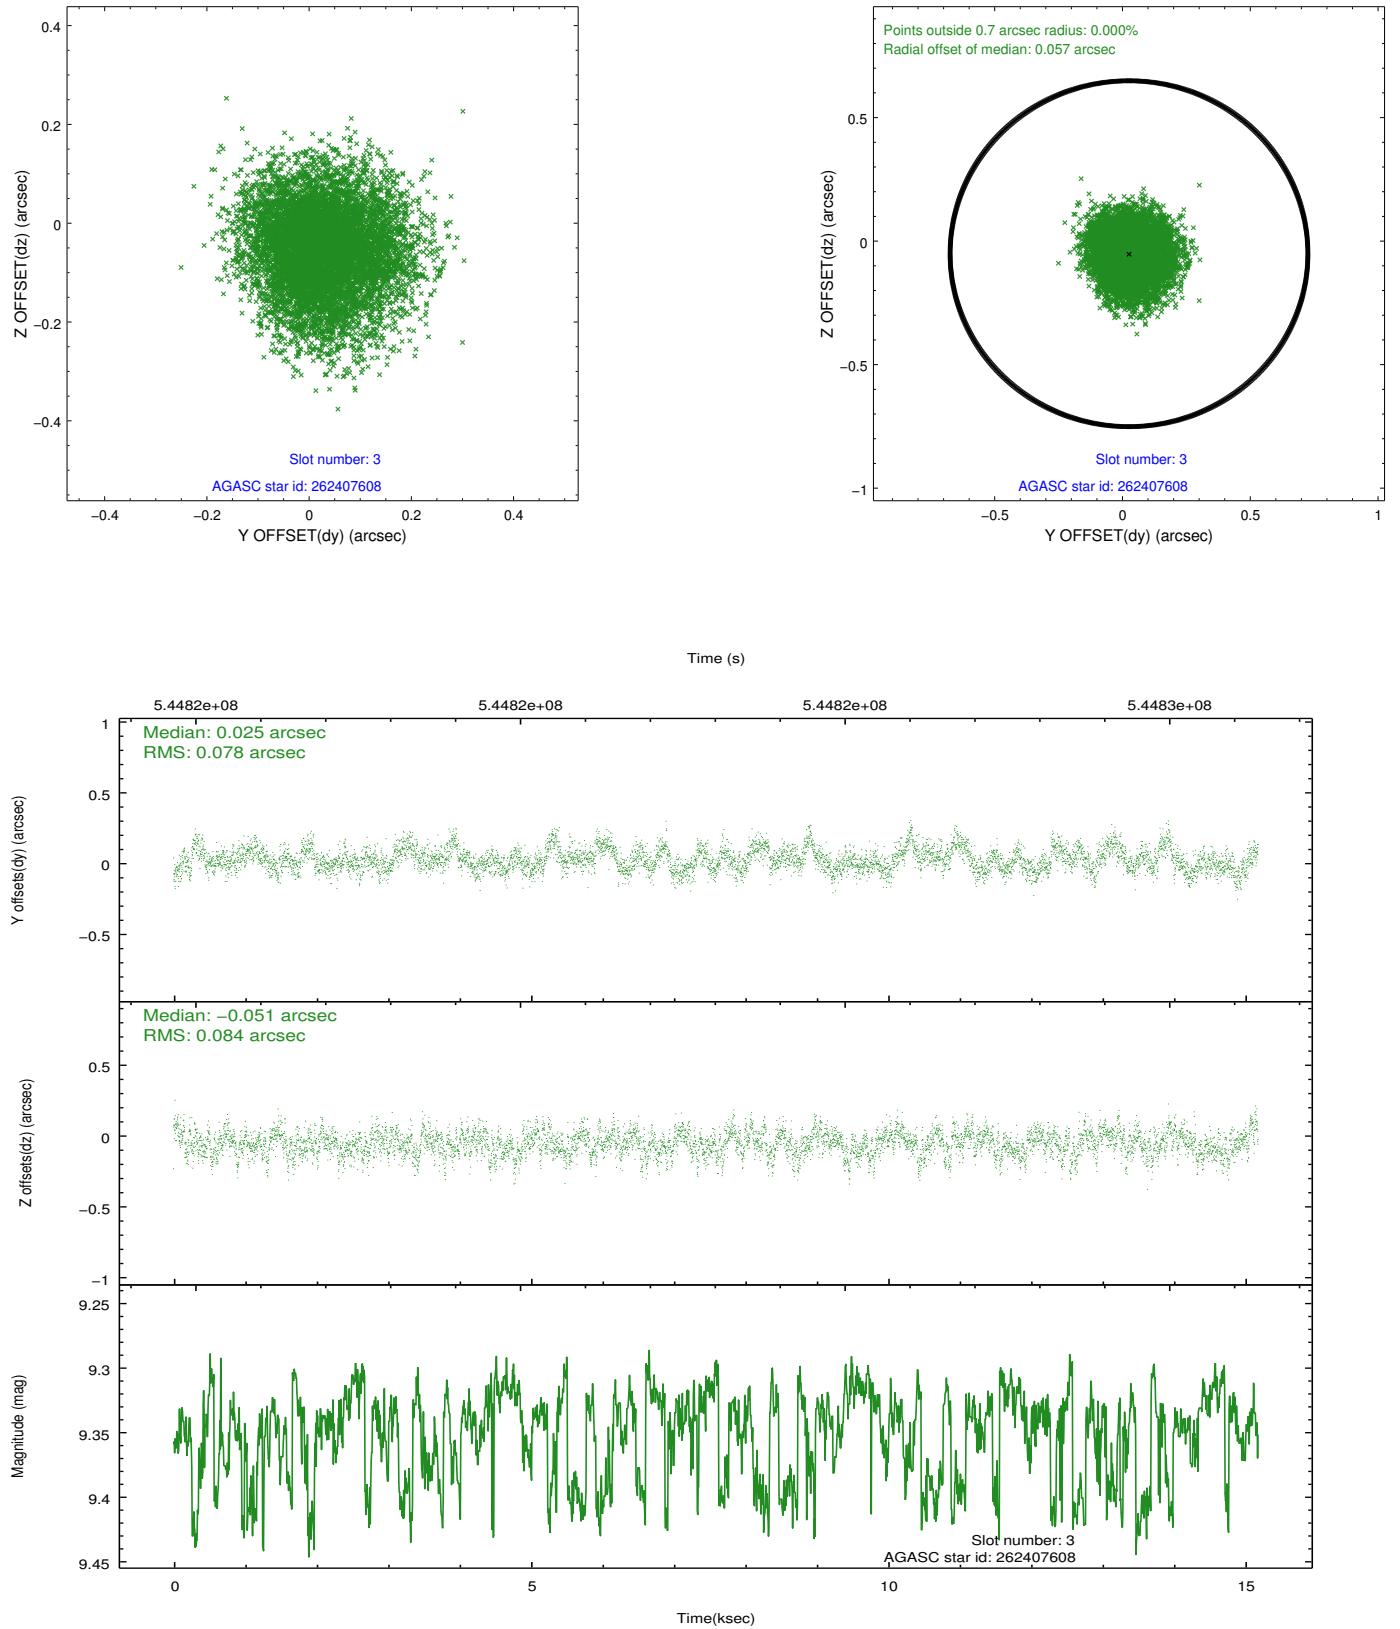 0.4
0.2
0
−0.2
−0.4
Z OFFSET(dz) (arcsec)
Slot number: 3
AGASC star id: 262407608
−0.4 −0.2 0 0.2 0.4
Y OFFSET(dy) (arcsec)
Points outside 0.7 arcsec radius: 0.000%
Radial offset of median: 0.057 arcsec
0.5
0
−0.5
−1
Z OFFSET(dz) (arcsec)
Slot number: 3
AGASC star id: 262407608
−0.5 0 0.5 1
Y OFFSET(dy) (arcsec)
Time (s)
5.4482e+08 5.4482e+08 5.4482e+08 5.4483e+08
Median: 0.025 arcsec
RMS: 0.078 arcsec
1
0.5
0
−0.5
Y offsets(dy) (arcsec)
Median: −0.051 arcsec
RMS: 0.084 arcsec
0.5
0
−0.5
−1
Z offsets(dz) (arcsec)
9.25
9.3
9.35
9.4
9.45
Magnitude (mag)
Slot number: 3
AGASC star id: 262407608
0 5 10 15
Time(ksec)